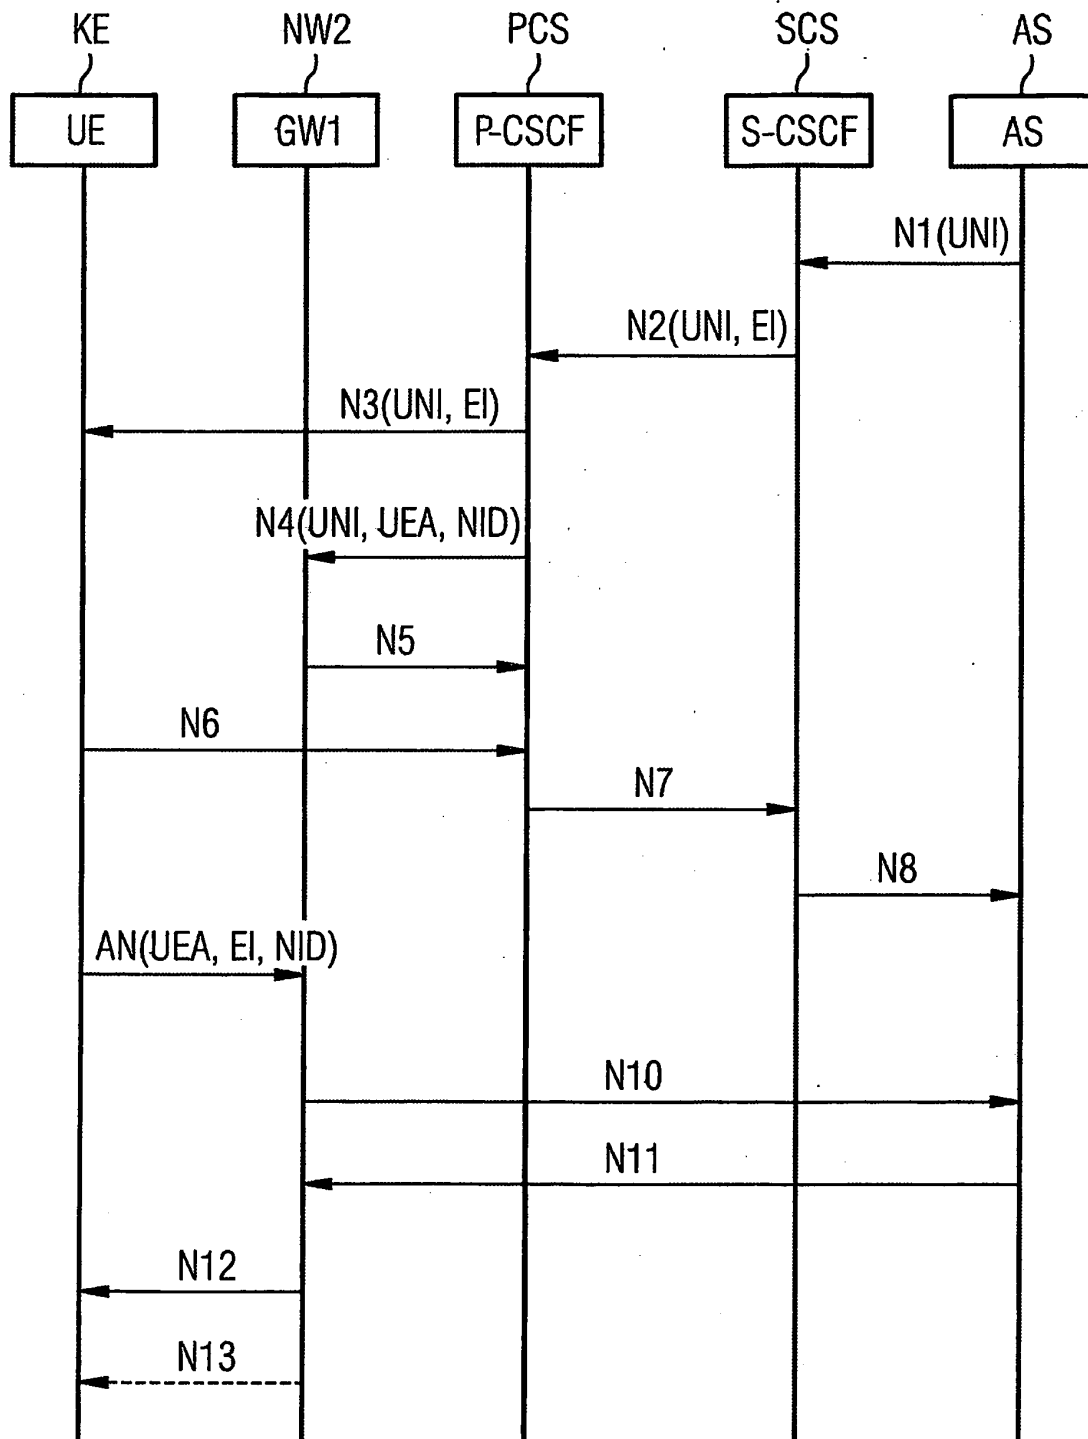 KE NW2 PCS SCS AS
UE GW1 P-CSCF S-CSCF AS
N1(UNI)
N2(UNI, EI)
N3(UNI, EI)
N4(UNI, UEA, NID)
N5
N6
N7
N8
AN(UEA, EI, NID)
N10
N11
N12
N13